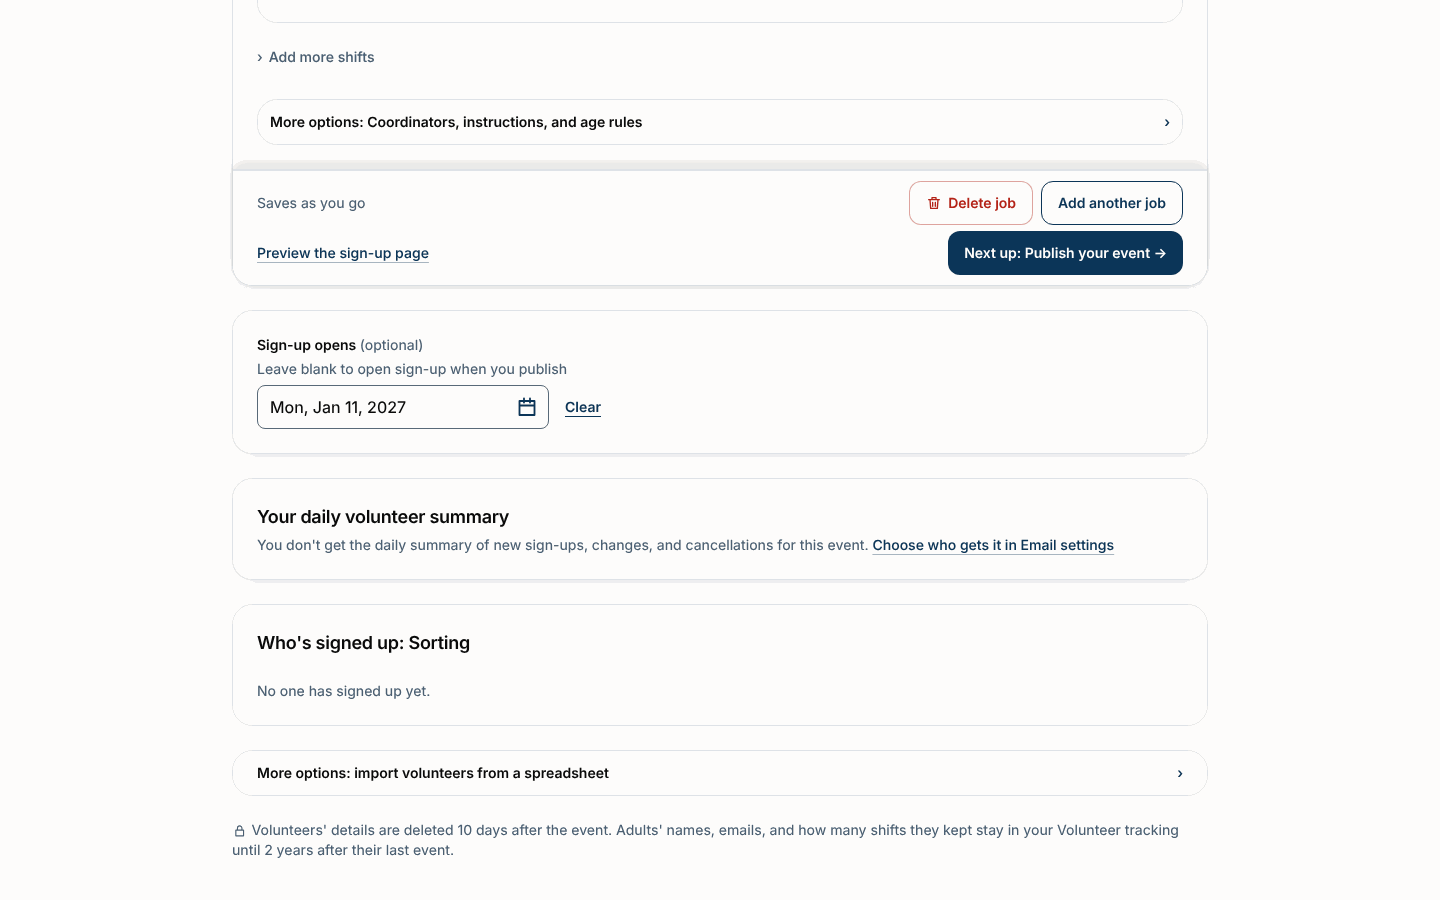 › Add more shifts
More options: Coordinators, instructions, and age rules ›
Saves as you go
Delete job
Add another job
Preview the sign-up page
Next up: Publish your event →
Sign-up opens (optional)
Leave blank to open sign-up when you publish
Mon, Jan 11, 2027
Clear
Your daily volunteer summary
You don't get the daily summary of new sign-ups, changes, and cancellations for this event. Choose who gets it in Email settings
Who's signed up: Sorting
No one has signed up yet.
More options: import volunteers from a spreadsheet ›
Volunteers' details are deleted 10 days after the event. Adults' names, emails, and how many shifts they kept stay in your Volunteer tracking
until 2 years after their last event.